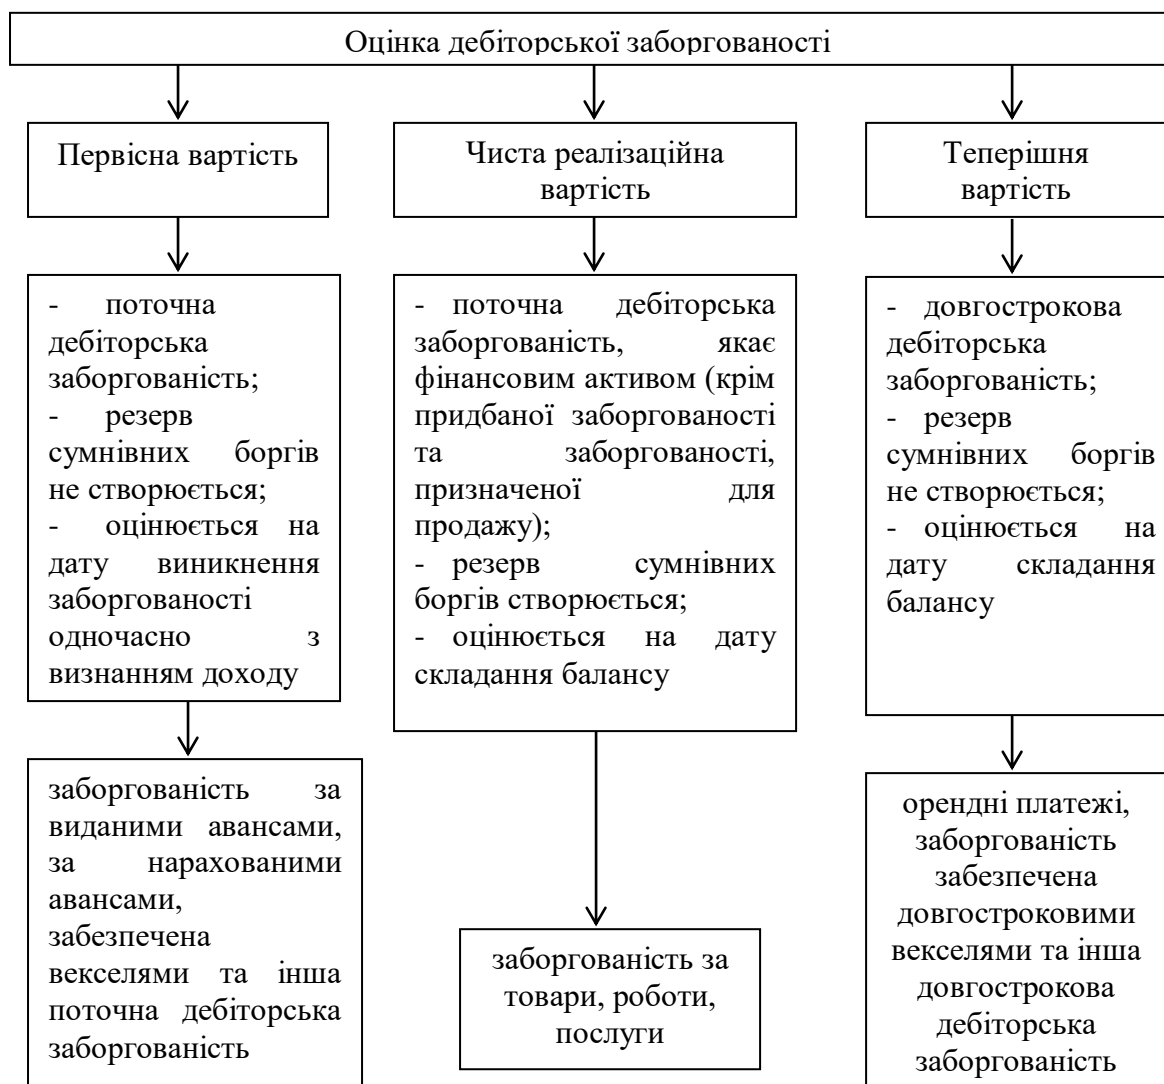 Оцінка дебіторської заборгованості
Первісна вартість
Чиста реалізаційна
вартість
Теперішня
вартість
- поточна
дебіторська
заборгованість;
- резерв
сумнівних боргів
не створюється;
- оцінюється на
дату виникнення
заборгованості
одночасно з
визнанням доходу
- поточна дебіторська
заборгованість, якає
фінансовим активом (крім
придбаної заборгованості
та заборгованості,
призначеної для
продажу);
- резерв сумнівних
боргів створюється;
- оцінюється на дату
складання балансу
- довгострокова
дебіторська
заборгованість;
- резерв
сумнівних боргів
не створюється;
- оцінюється на
дату складання
балансу
заборгованість за
виданими авансами,
за нарахованими
авансами,
забезпечена
векселями та інша
поточна дебіторська
заборгованість
заборгованість за
товари, роботи,
послуги
орендні платежі,
заборгованість
забезпечена
довгостроковими
векселями та інша
довгострокова
дебіторська
заборгованість